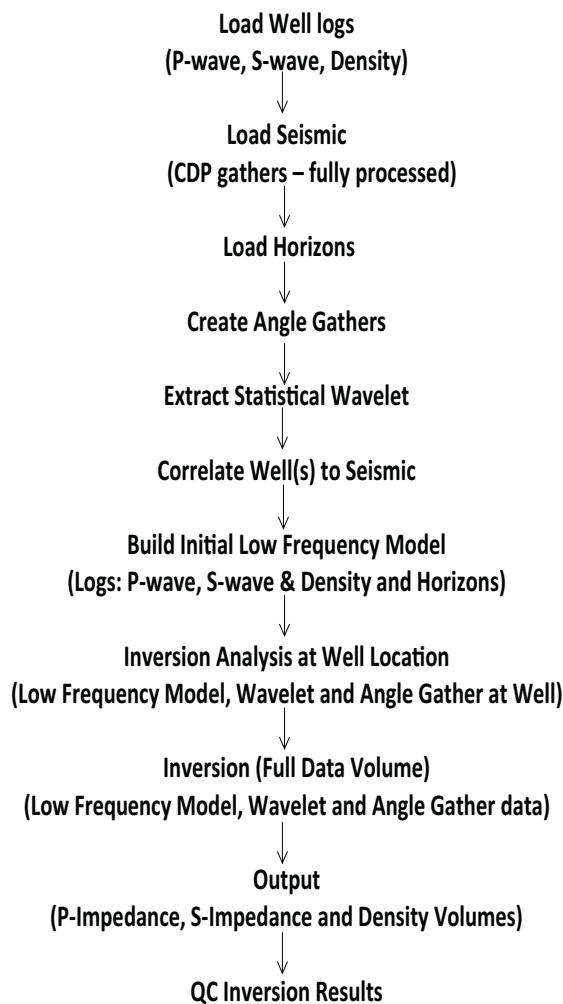 Load Well logs
(P-wave, S-wave, Density)
Load Seismic
(CDP gathers – fully processed)
Load Horizons
Create Angle Gathers
Extract Statistical Wavelet
Correlate Well(s) to Seismic
Build Initial Low Frequency Model
(Logs: P-wave, S-wave & Density and Horizons)
Inversion Analysis at Well Location
(Low Frequency Model, Wavelet and Angle Gather at Well)
Inversion (Full Data Volume)
(Low Frequency Model, Wavelet and Angle Gather data)
Output
(P-Impedance, S-Impedance and Density Volumes)
QC Inversion Results